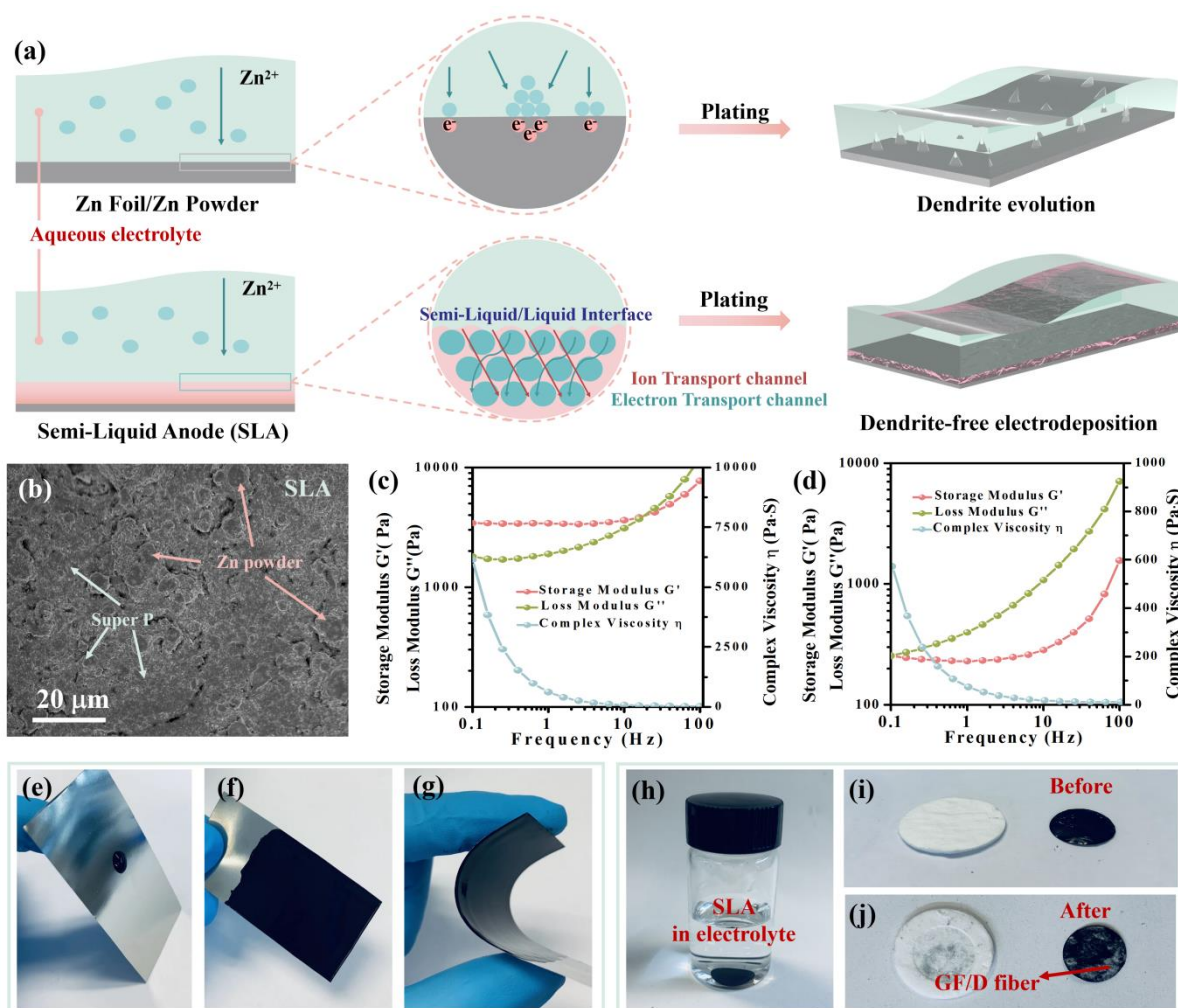 (a)
Zn²⁺
e⁻
e⁻
e⁻
e⁻
e⁻
Plating
Zn Foil/Zn Powder
Dendrite evolution
Aqueous electrolyte
Zn²⁺
Semi-Liquid/Liquid Interface
Plating
Ion Transport channel
Electron Transport channel
Semi-Liquid Anode (SLA)
Dendrite-free electrodeposition
(b)
SLA
Zn powder
Super P
20 μm
(c)
Storage Modulus G'( Pa)
Loss Modulus G''(Pa)
10000
1000
100
Storage Modulus G'
Loss Modulus G''
Complex Viscosity η
10000
7500
5000
2500
0
Complex Viscosity η (Pa·S)
0.1
1
10
100
Frequency (Hz)
(d)
Storage Modulus G'( Pa)
Loss Modulus G''(Pa)
10000
1000
100
Storage Modulus G'
Loss Modulus G''
Complex Viscosity η
1000
800
600
400
200
0
Complex Viscosity η (Pa·S)
0.1
1
10
100
Frequency (Hz)
(e)
(f)
(g)
(h)
SLA
in electrolyte
(i)
Before
(j)
After
GF/D fiber